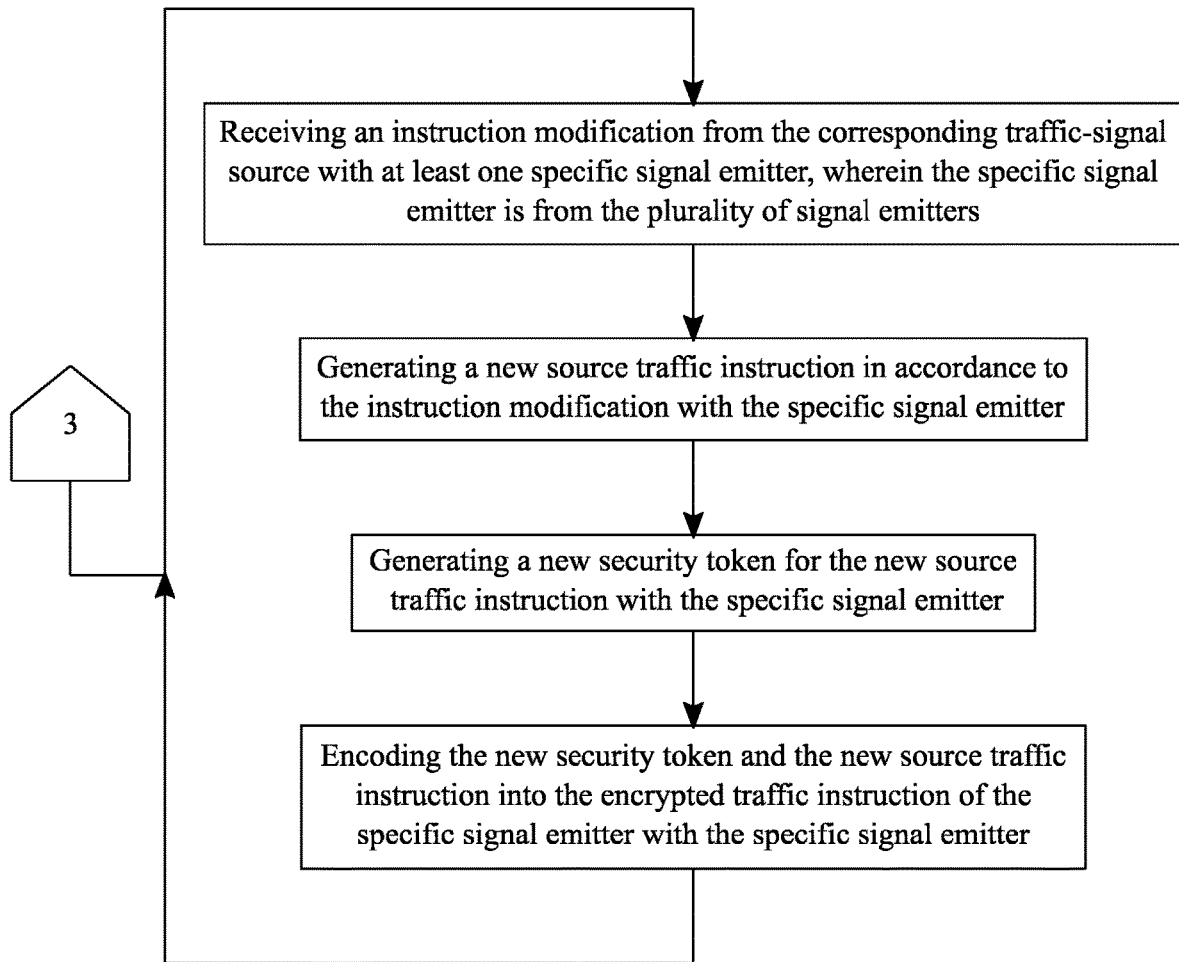 Receiving an instruction modification from the corresponding traffic-signal
source with at least one specific signal emitter, wherein the specific signal
emitter is from the plurality of signal emitters
Generating a new source traffic instruction in accordance to
the instruction modification with the specific signal emitter
3
Generating a new security token for the new source
traffic instruction with the specific signal emitter
Encoding the new security token and the new source traffic
instruction into the encrypted traffic instruction of the
specific signal emitter with the specific signal emitter